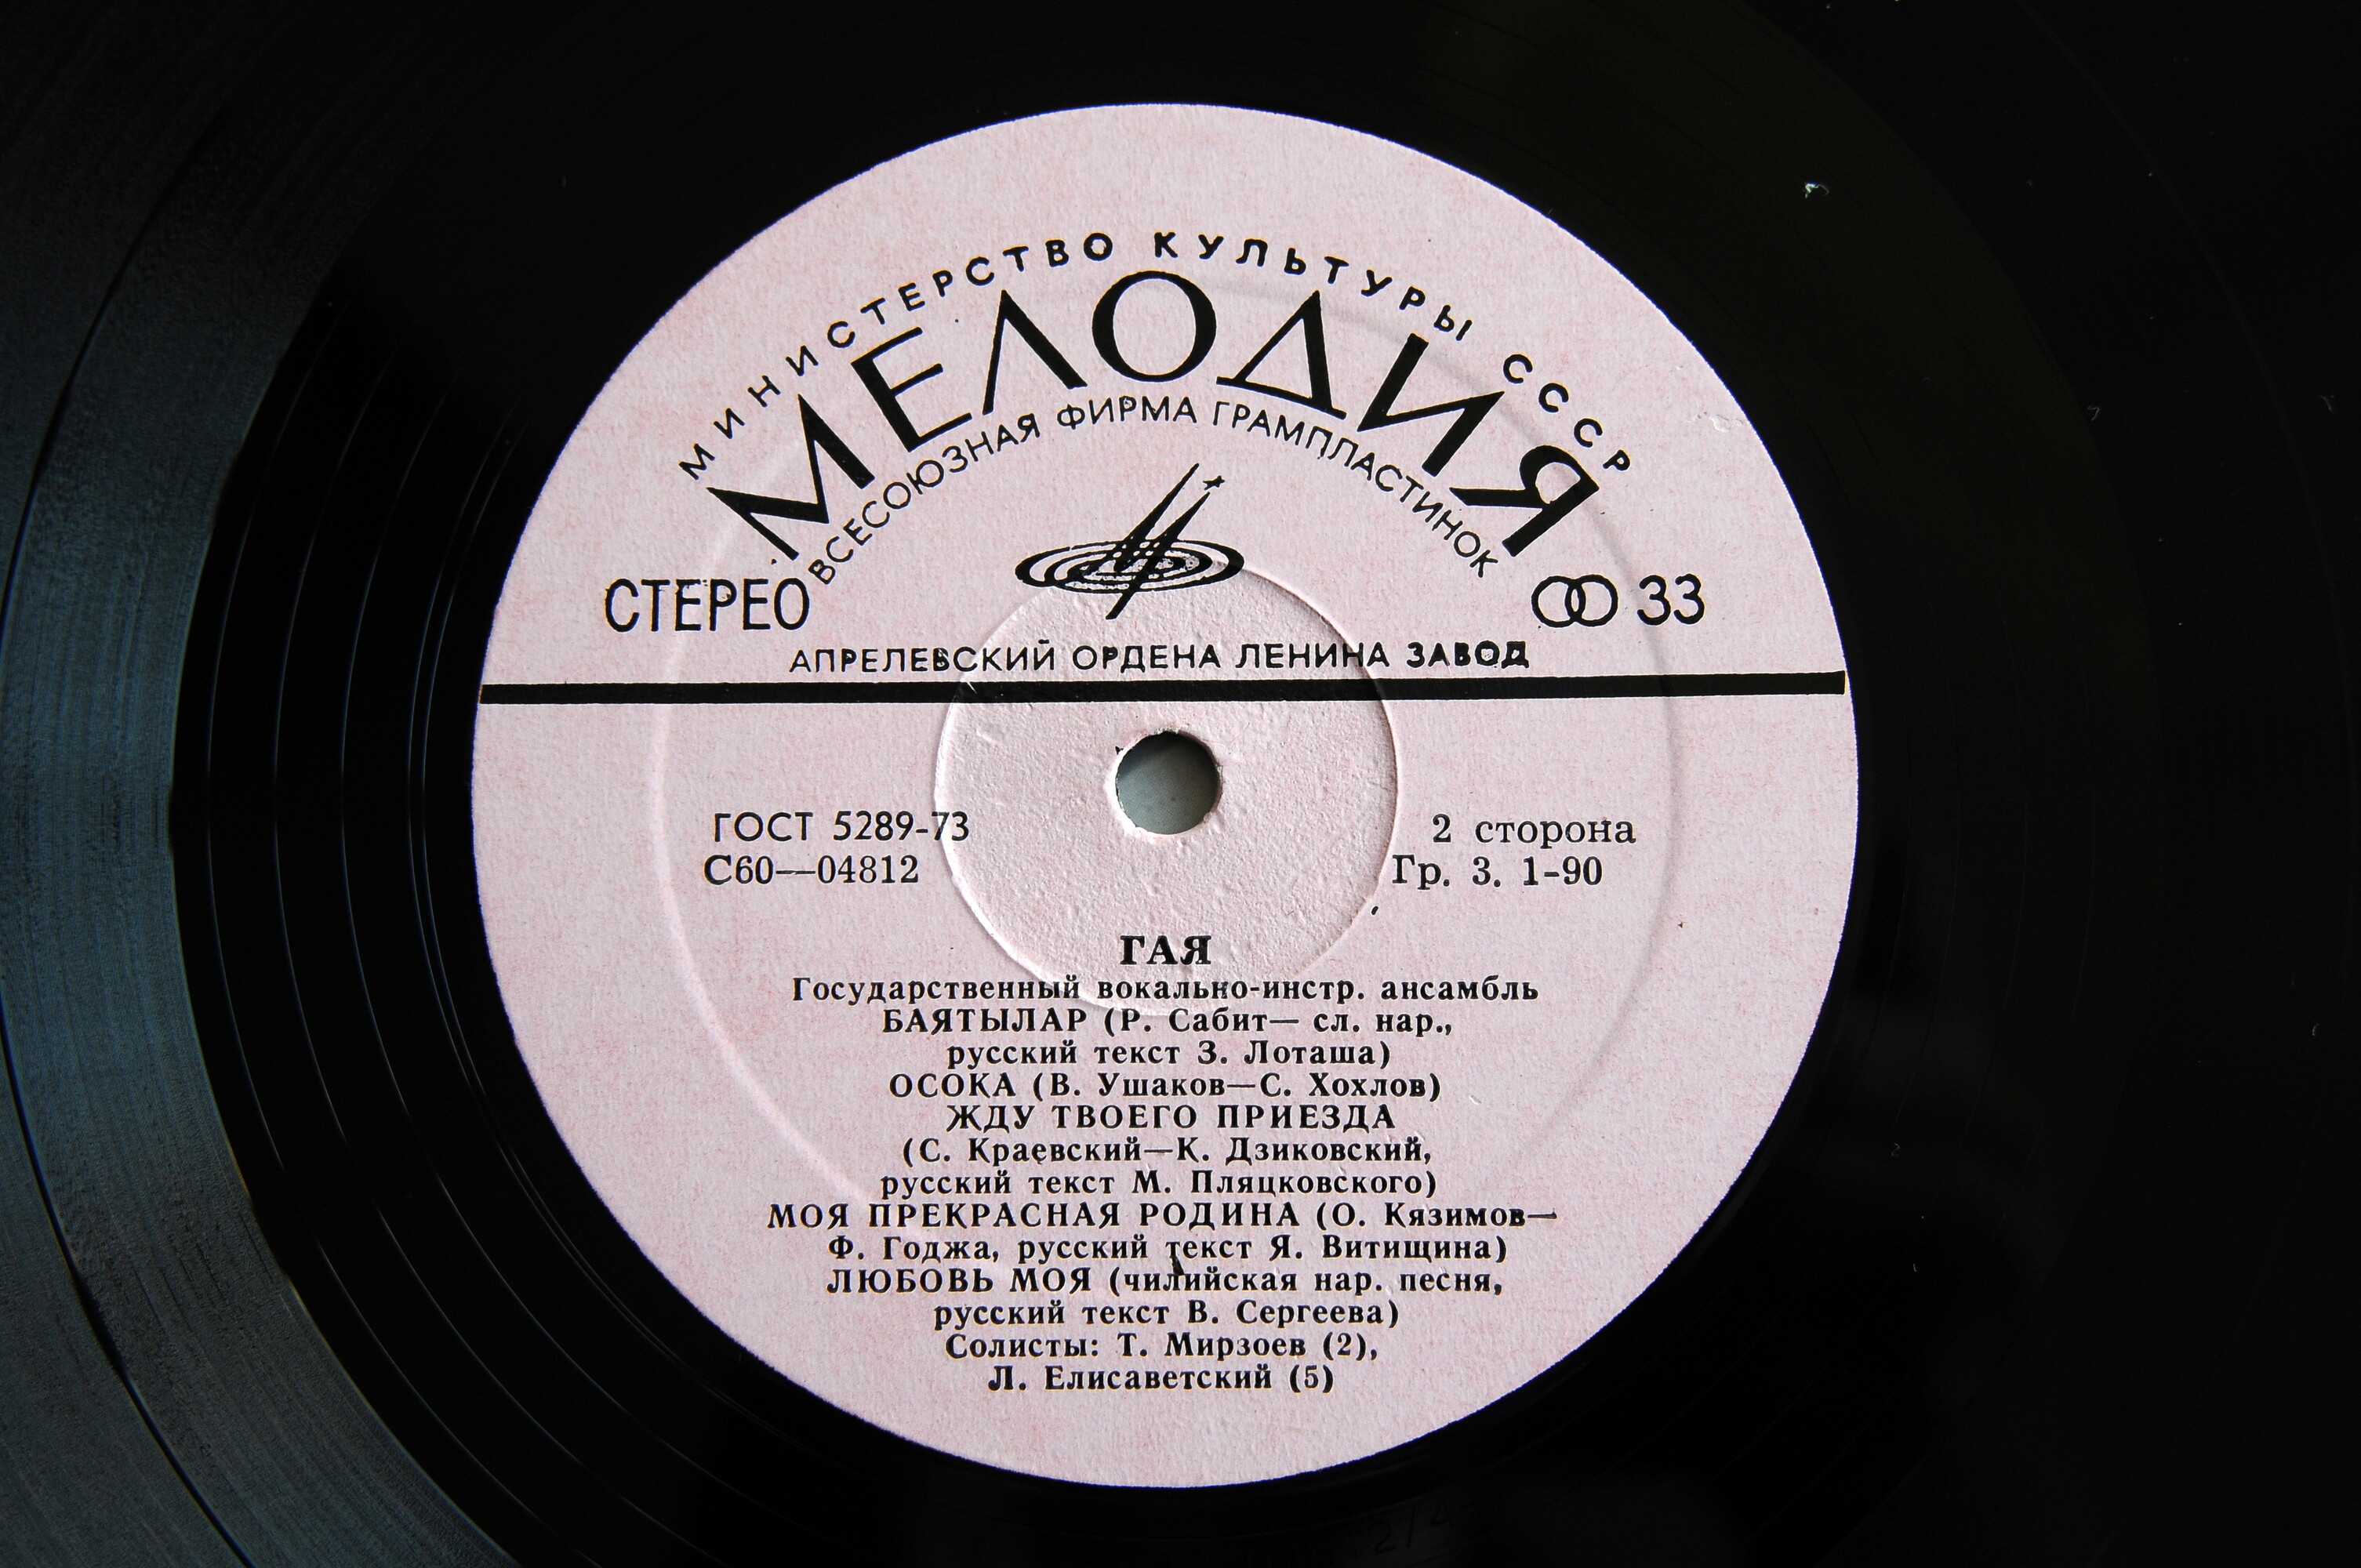 МИНИСТЕРСТВО КУЛЬТУРЫ СССР
МЕЛОДИЯ
ВСЕСОЮЗНАЯ ФИРМА ГРАМПЛАСТИНОК
СТЕРЕО
33
АПРЕЛЕВСКИЙ ОРДЕНА ЛЕНИНА ЗАВОД
ГОСТ 5289-73
2 сторона
С60—04812
Гр. 3. 1-90
ГАЯ
Государственный вокально-инстр. ансамбль
БАЯТЫЛАР (Р. Сабит— сл. нар.,
русский текст З. Лоташа)
ОСОКА (В. Ушаков—С. Хохлов)
ЖДУ ТВОЕГО ПРИЕЗДА
(С. Краевский—К. Дзиковский,
русский текст М. Пляцковского)
МОЯ ПРЕКРАСНАЯ РОДИНА (О. Кязимов—
Ф. Годжа, русский текст Я. Витищина)
ЛЮБОВЬ МОЯ (чилийская нар. песня,
русский текст В. Сергеева)
Солисты: Т. Мирзоев (2),
Л. Елисаветский (5)